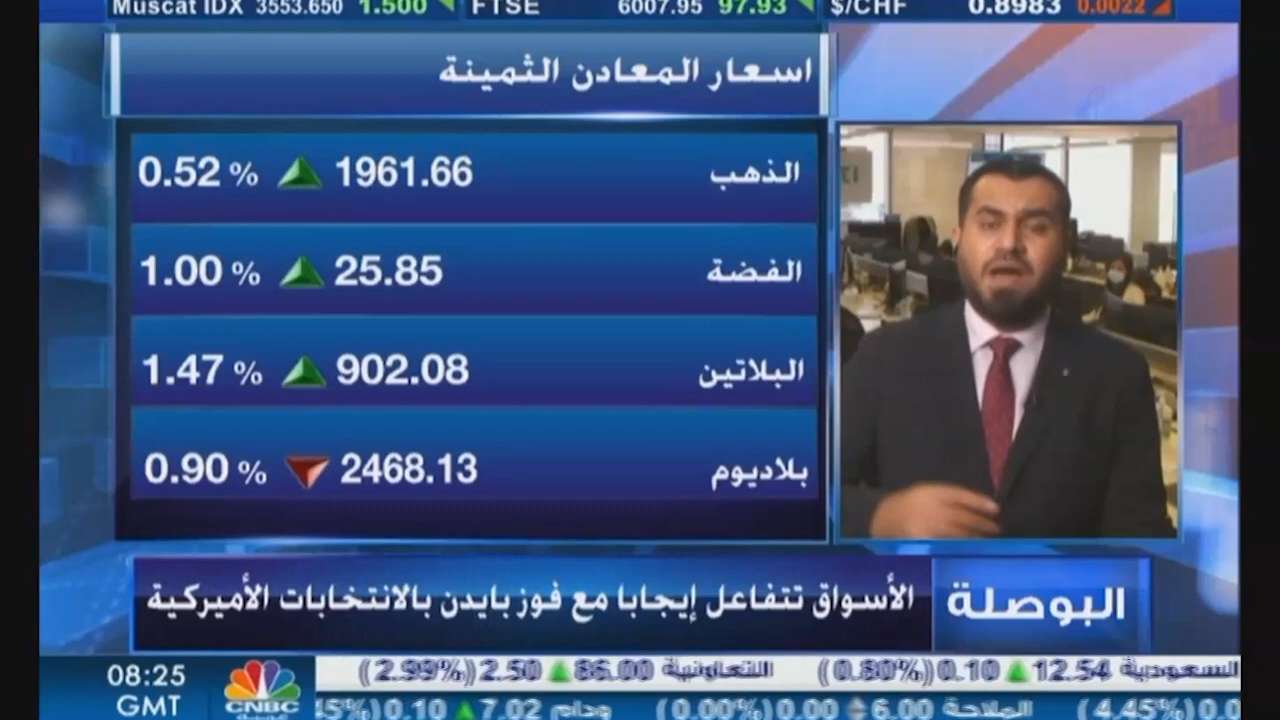 Muscat IDX 3553.650 1.500 FTSE 6007.95 97.93 $/CHF 0.8983 0.0022
اسعار المعادن الثمينة
الذهب 1961.66 0.52 %
الفضة 25.85 1.00 %
البلاتين 902.08 1.47 %
بلاديوم 2468.13 0.90 %
البوصلة
الأسواق تتفاعل إيجابا مع فوز بايدن بالانتخابات الأميركية
08:25
GMT
CNBC
عربية
السعودية 12.54 0.10 (0.80%) التعاونية 86.00 2.50 (2.99%)
(4.45%) الملاحة 6.00 0.00 (0.00%) ودام 7.02 0.10